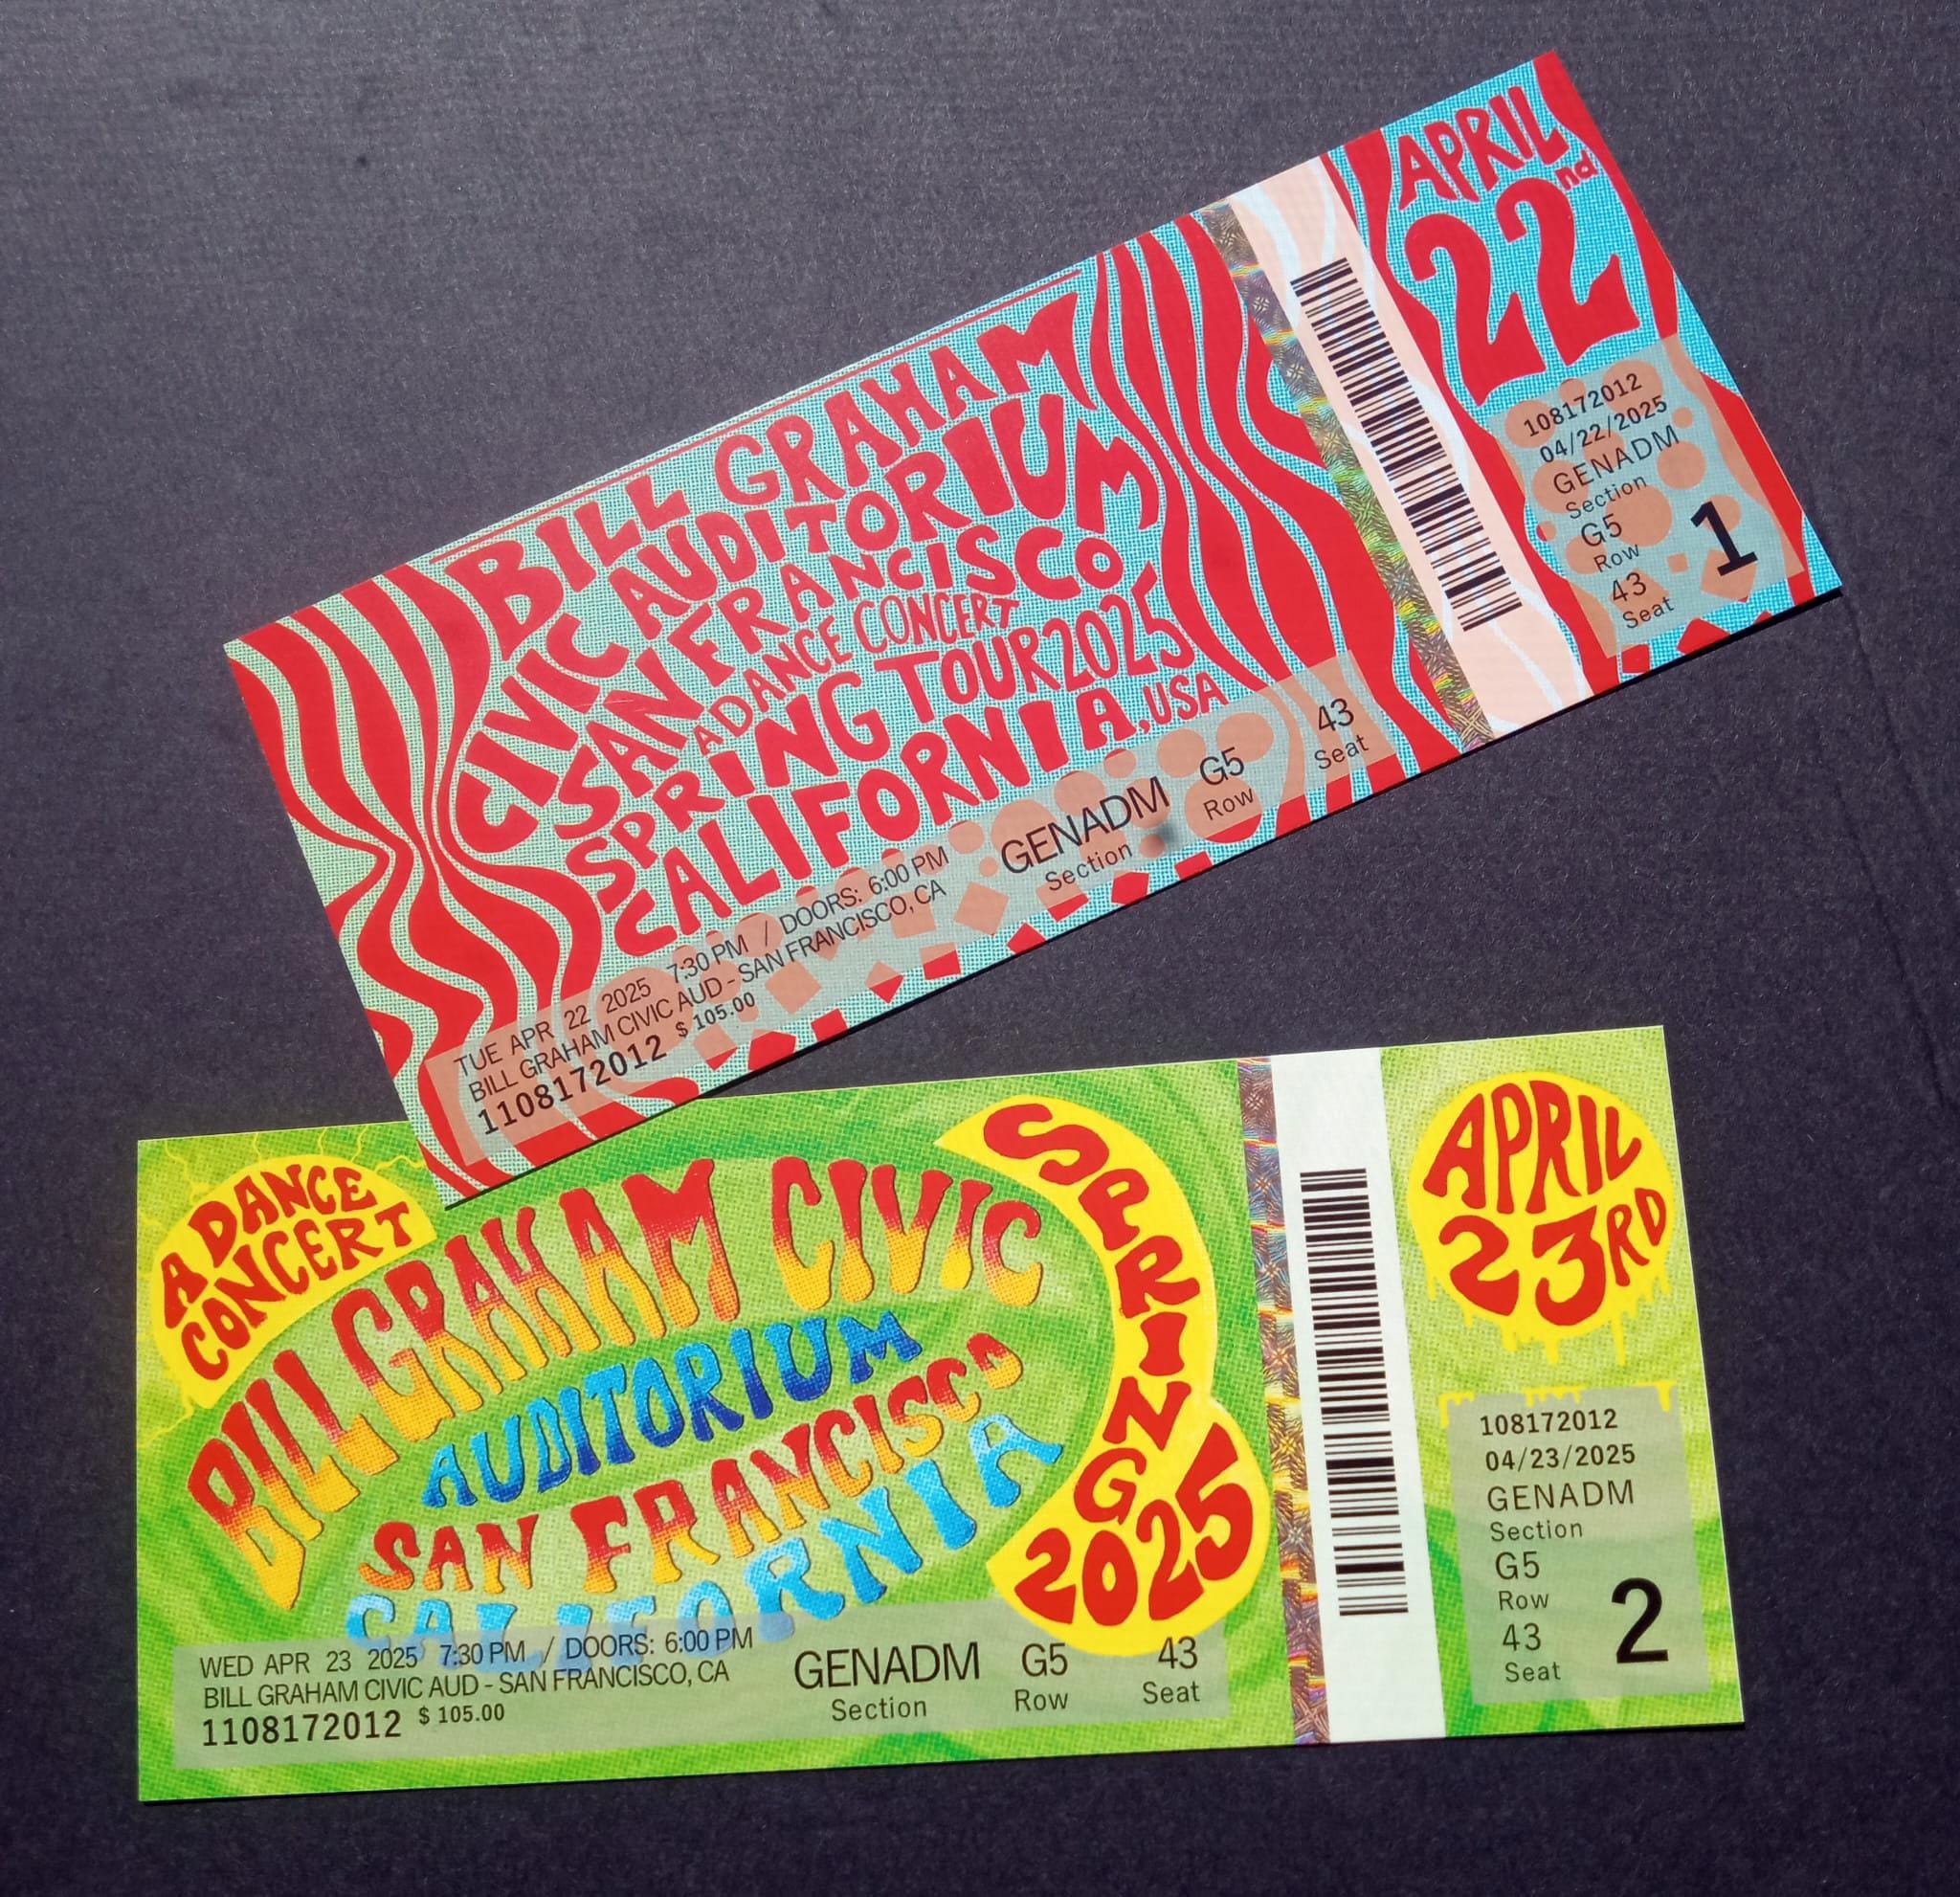 BILL GRAHAM
CIVIC AUDITORIUM
SAN FRANCISCO
A DANCE CONCERT
SPRING TOUR 2025
CALIFORNIA, USA
TUE APR 22 2025 7:30 PM / DOORS: 6:00 PM
BILL GRAHAM CIVIC AUD - SAN FRANCISCO, CA
1108172012 $ 105.00
GENADM G5 43
Section Row Seat
APRIL
22nd
108172012
04/22/2025
GENADM
Section
G5
Row
43
Seat
1
A DANCE
CONCERT
BILL GRAHAM CIVIC
AUDITORIUM
SAN FRANCISCO
CALIFORNIA
SPRING
2025
WED APR 23 2025 7:30 PM / DOORS: 6:00 PM
BILL GRAHAM CIVIC AUD - SAN FRANCISCO, CA
1108172012 $ 105.00
GENADM G5 43
Section Row Seat
APRIL
23RD
108172012
04/23/2025
GENADM
Section
G5
Row
43
Seat
2